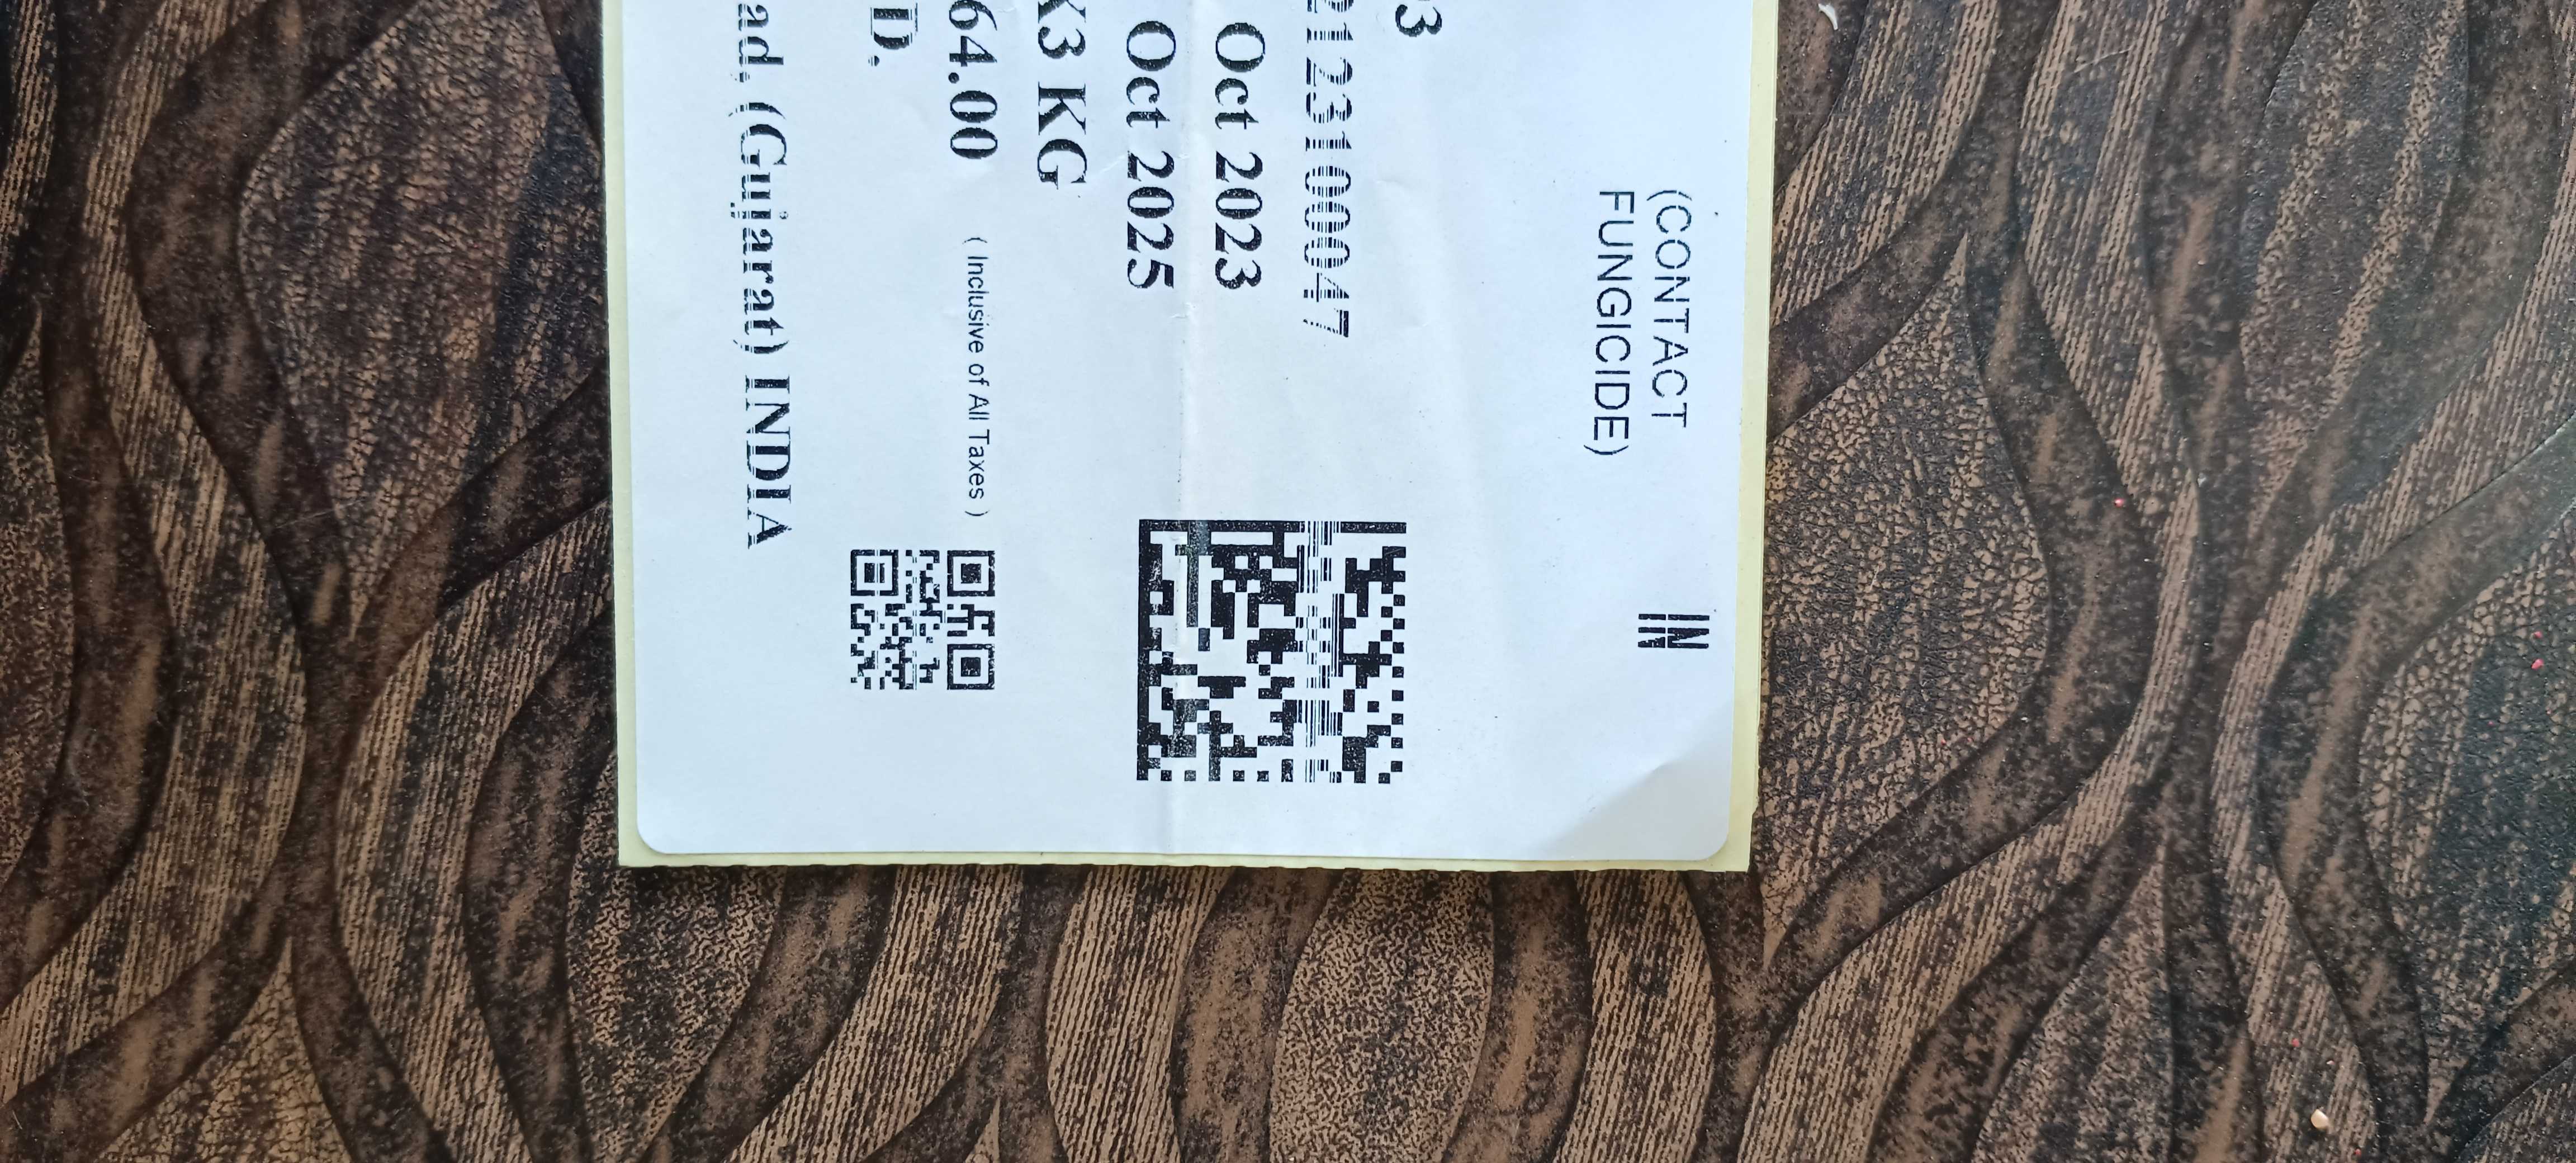 IN
(CONTACT
FUNGICIDE)
3
21231000047
Oct 2023
Oct 2025
X3 KG
64.00 ( Inclusive of All Taxes )
D.
ad, (Gujarat) INDIA